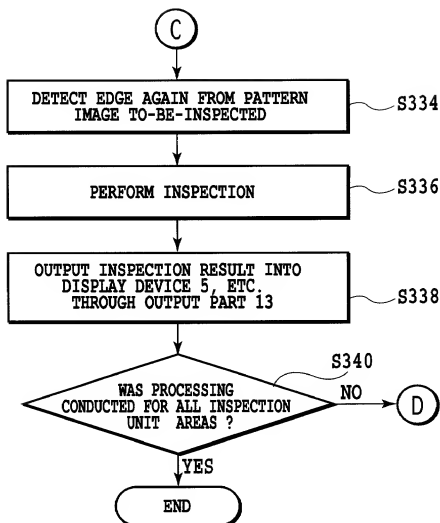 C
DETECT EDGE AGAIN FROM PATTERN
IMAGE TO-BE-INSPECTED
S334
PERFORM INSPECTION
S336
OUTPUT INSPECTION RESULT INTO
DISPLAY DEVICE 5, ETC.
THROUGH OUTPUT PART 13
S338
S340
WAS PROCESSING
CONDUCTED FOR ALL INSPECTION
UNIT AREAS ?
NO
D
YES
END